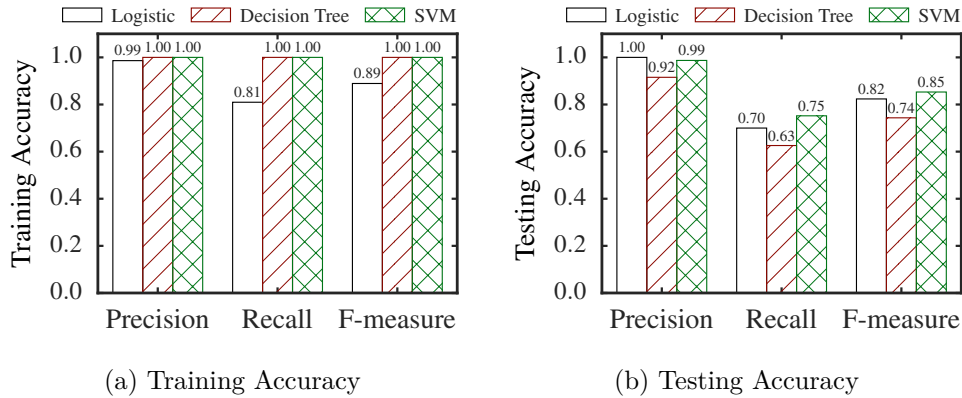 Logistic Decision Tree SVM
0.99 1.00 1.00 0.81 1.00 1.00 0.89 1.00 1.00
Training Accuracy
1.0
0.8
0.6
0.4
0.2
0.0
Precision Recall F-measure
(a) Training Accuracy
Logistic Decision Tree SVM
1.00 0.92 0.99 0.70 0.63 0.75 0.82 0.74 0.85
Testing Accuracy
1.0
0.8
0.6
0.4
0.2
0.0
Precision Recall F-measure
(b) Testing Accuracy